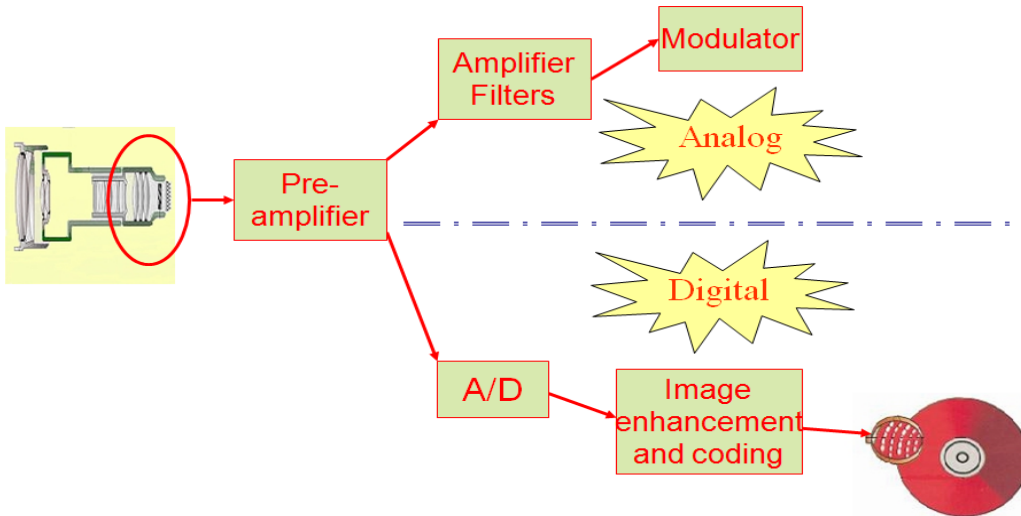 Modulator
Amplifier
Filters
Analog
Pre-
amplifier
Digital
A/D
Image
enhancement
and coding